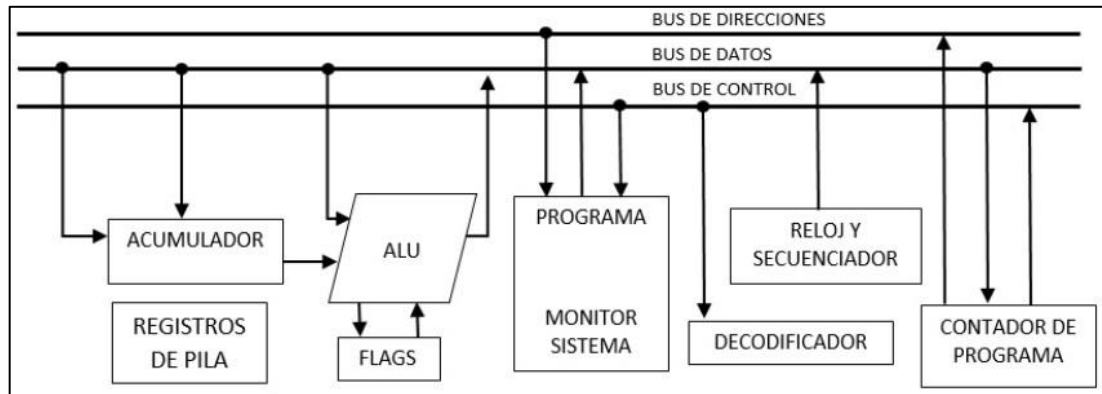 BUS DE DIRECCIONES
BUS DE DATOS
BUS DE CONTROL
ACUMULADOR
ALU
PROGRAMA
MONITOR
SISTEMA
RELOJ Y
SECUENCIADOR
REGISTROS
DE PILA
FLAGS
DECODIFICADOR
CONTADOR DE
PROGRAMA